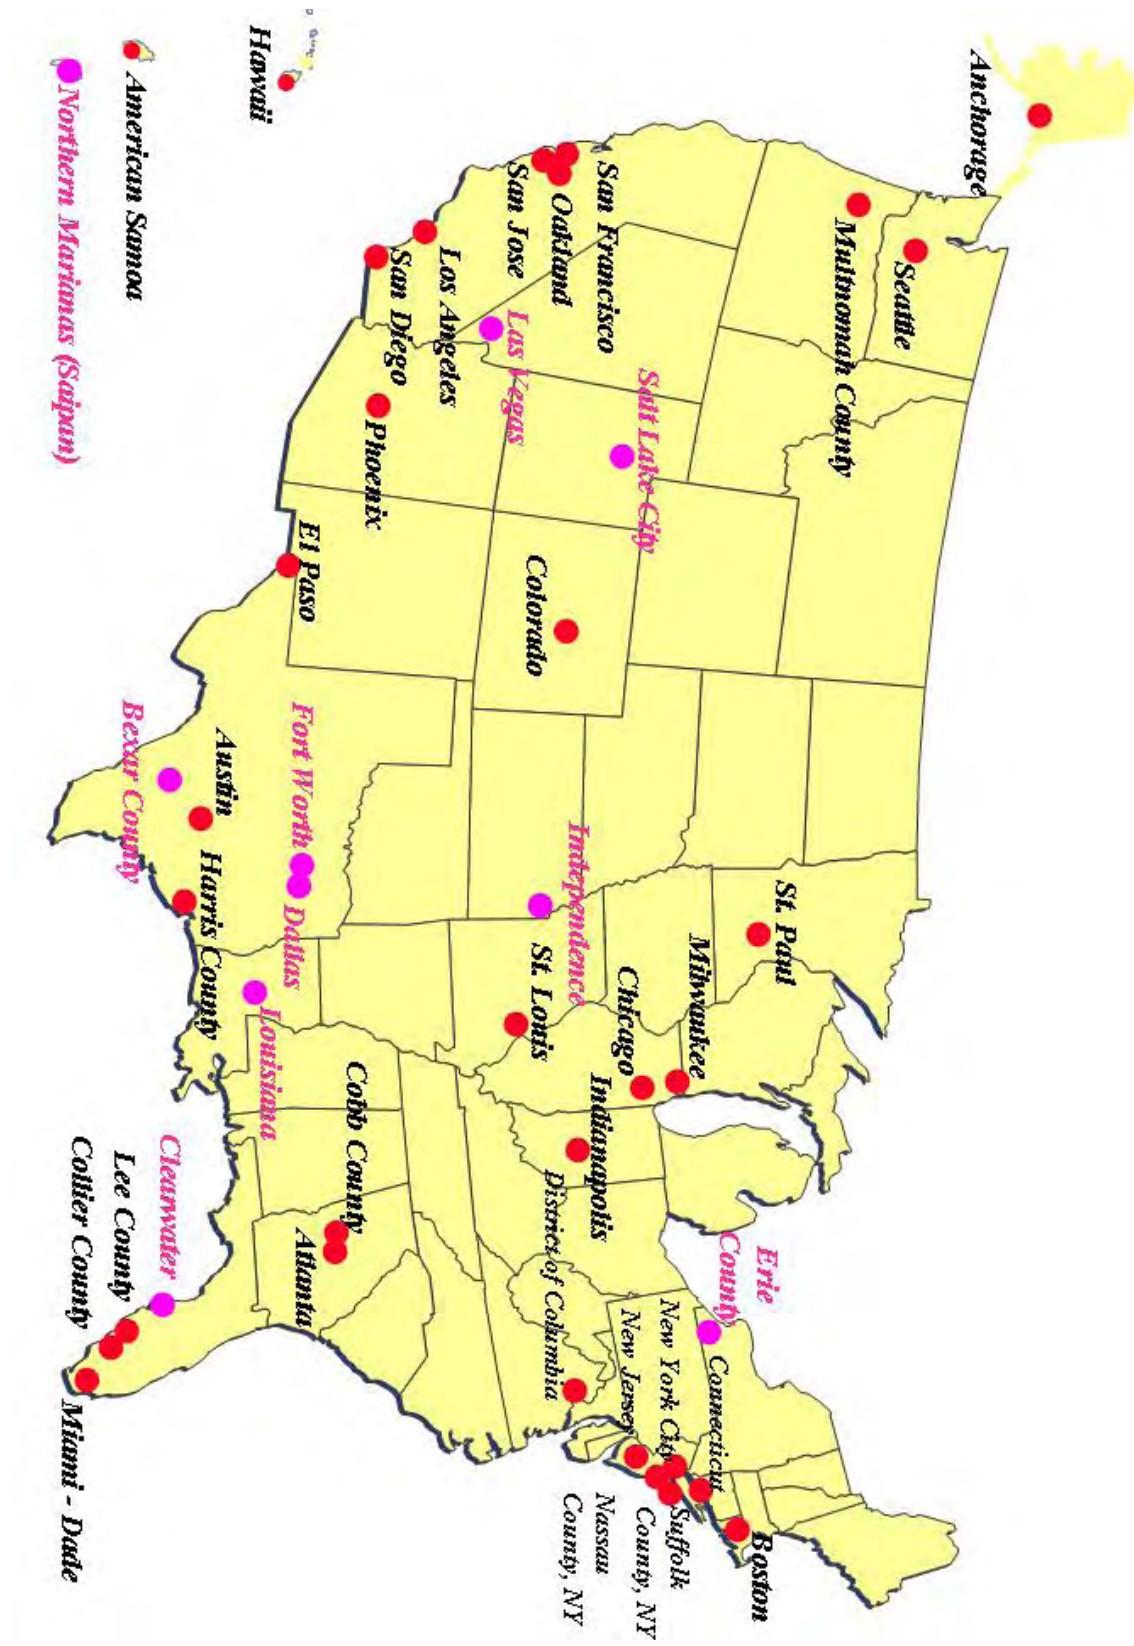 Anchorage
Seattle
Multnomah County
San Francisco
Oakland
San Jose
Los Angeles
San Diego
Las Vegas
Salt Lake City
Phoenix
El Paso
Colorado
Hawaii
American Samoa
Northern Marianas (Saipan)
Bexar County
Austin
Fort Worth
Dallas
Harris County
Louisiana
Independence
St. Louis
St. Paul
Milwaukee
Chicago
Indianapolis
Cobb County
Atlanta
Clearwater
Lee County
Collier County
Miami - Dade
District of Columbia
Erie
County
New Jersey
New York City
Connecticut
Boston
Suffolk
County, NY
Nassau
County, NY